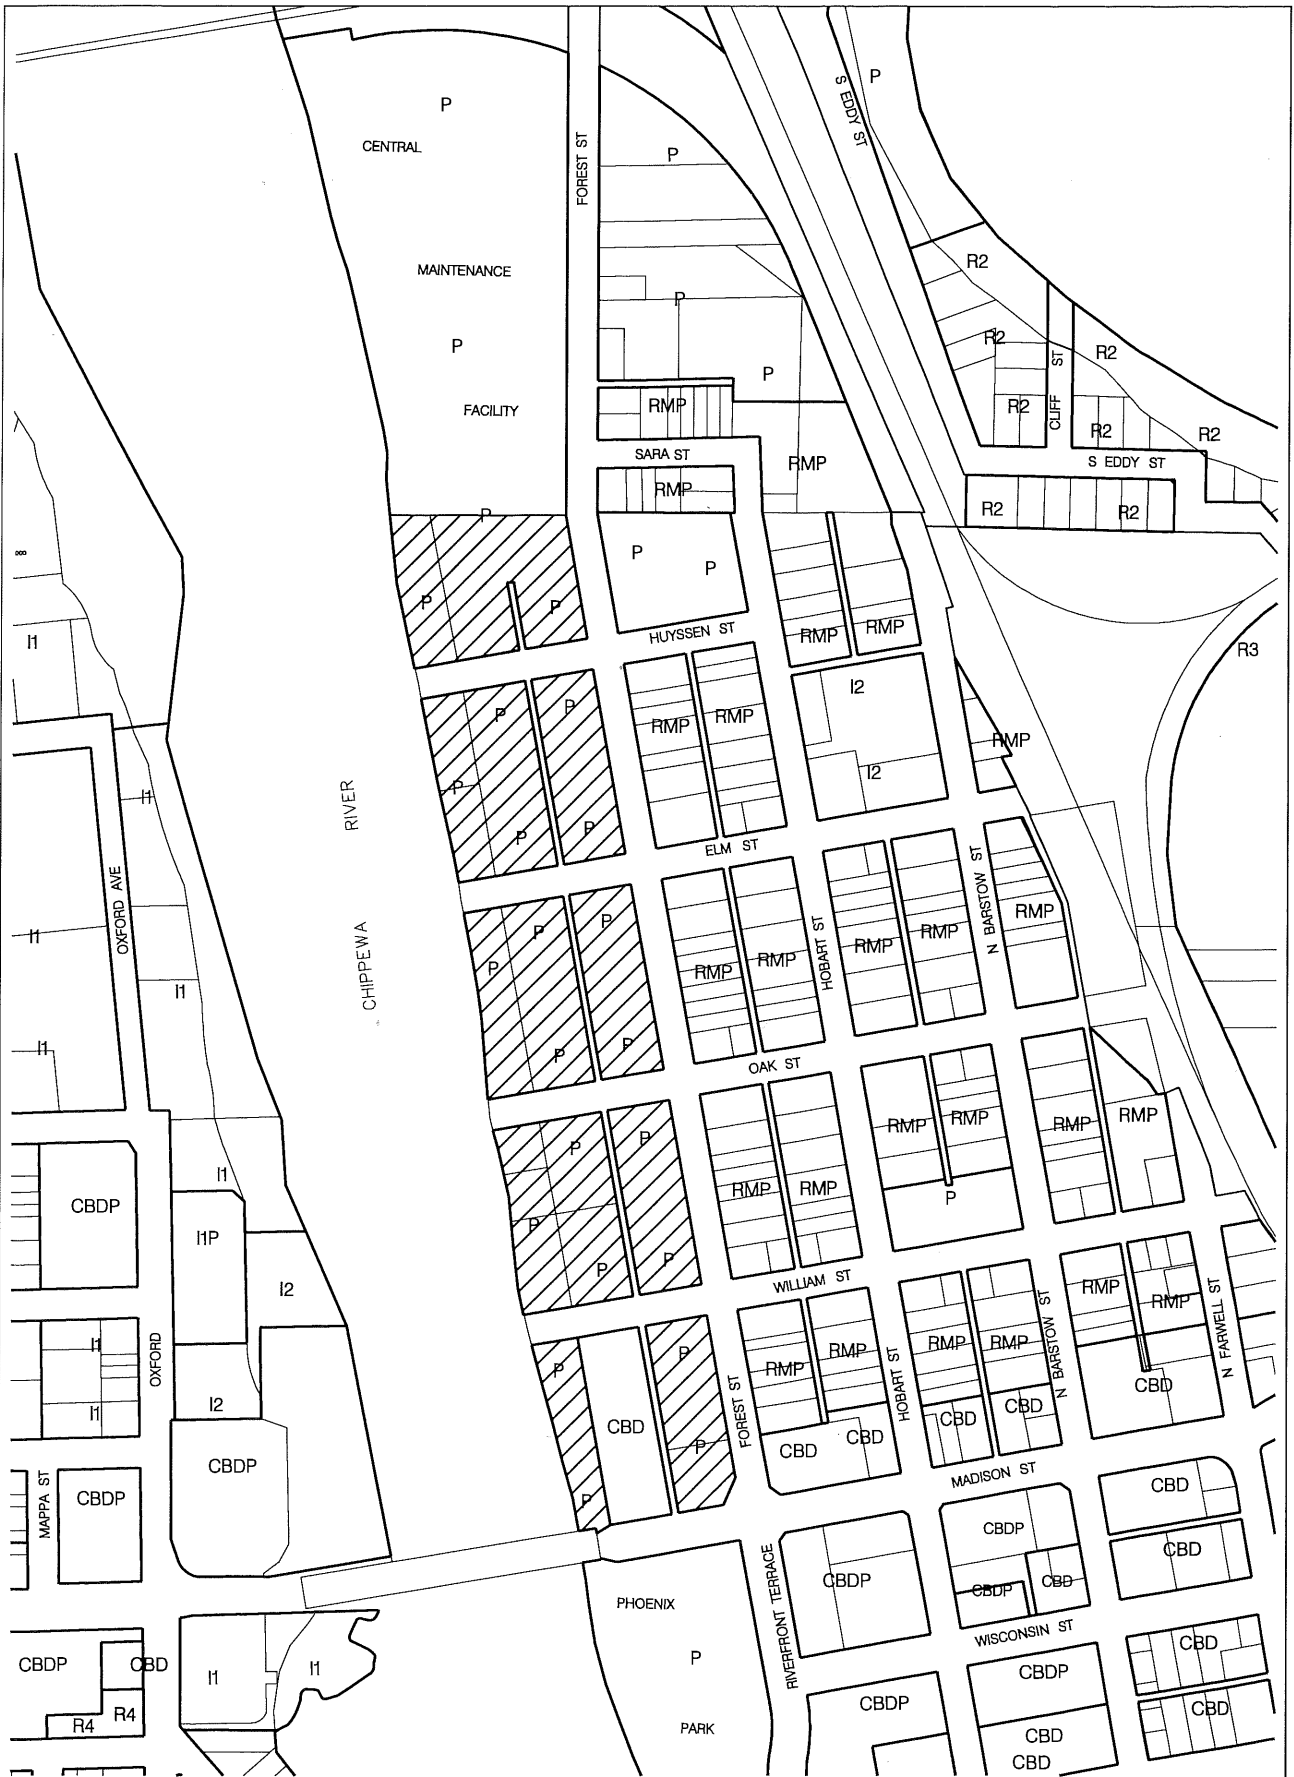 P
S EDDY ST
P
CENTRAL
FOREST ST
P
R2
MAINTENANCE
P
R2
P
ST
R2
P
FACILITY
RMP
R2
CLIFF
R2
R2
SARA ST
RMP
S EDDY ST
RMP
R2
R2
P
P
P
P
P
HUYSSEN ST
RMP
RMP
I1
R3
I2
P
P
RMP
RMP
RMP
I2
P
I1
RIVER
P
P
ELM ST
OXFORD AVE
N BARSTOW ST
P
RMP
P
I1
RMP
RMP
HOBART ST
RMP
RMP
P
CHIPPEWA
I1
I1
P
P
OAK ST
RMP
RMP
RMP
RMP
P
P
I1
RMP
RMP
P
CBDP
P
I1P
P
P
WILLIAM ST
I2
RMP
RMP
N FARWELL ST
N BARSTOW ST
I1
OXFORD
P
P
RMP
RMP
RMP
RMP
HOBART ST
CBD
I2
I1
FOREST ST
CBD
CBD
CBD
P
CBD
CBD
CBDP
MADISON ST
CBD
MAPPA ST
CBDP
P
CBDP
CBD
CBDP
CBDP
CBD
PHOENIX
RIVERFRONT TERRACE
WISCONSIN ST
CBD
P
CBDP
CBDP
CBD
I1
I1
CBDP
CBD
R4
R4
PARK
CBD
CBD